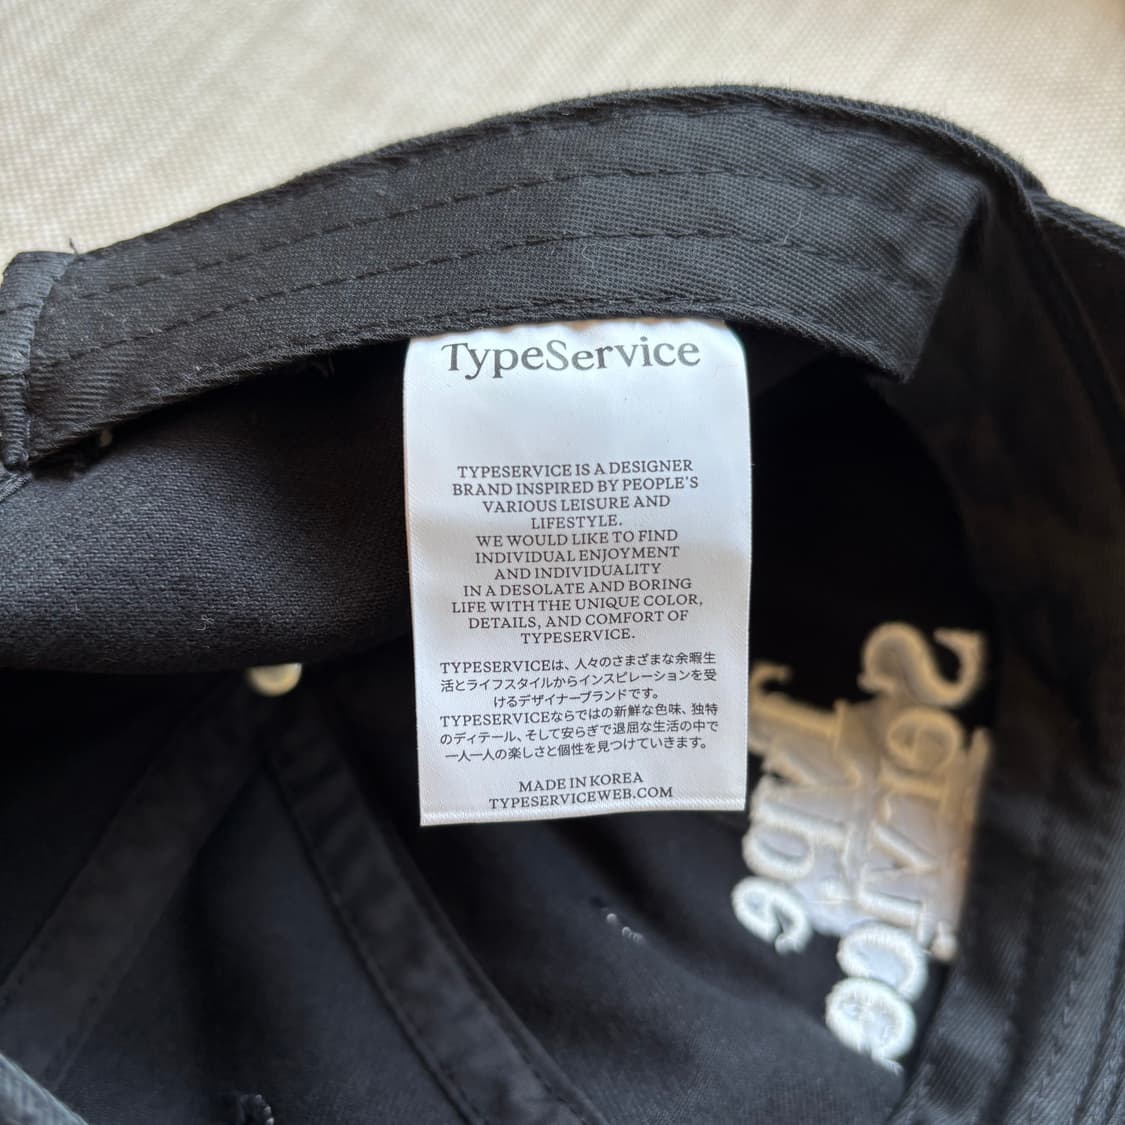 TypeService
TYPESERVICE IS A DESIGNER
BRAND INSPIRED BY PEOPLE'S
VARIOUS LEISURE AND
LIFESTYLE.
WE WOULD LIKE TO FIND
INDIVIDUAL ENJOYMENT
AND INDIVIDUALITY
IN A DESOLATE AND BORING
LIFE WITH THE UNIQUE COLOR,
DETAILS, AND COMFORT OF
TYPESERVICE.
TYPESERVICEは、人々のさまざまな余暇生
活とライフスタイルからインスピレーションを受
けるデザイナーブランドです。
TYPESERVICEならではの新鮮な色味、独特
のディテール、そして安らぎで退屈な生活の中で
一人一人の楽しさと個性を見つけていきます。
MADE IN KOREA
TYPESERVICEWEB.COM
Type
Service